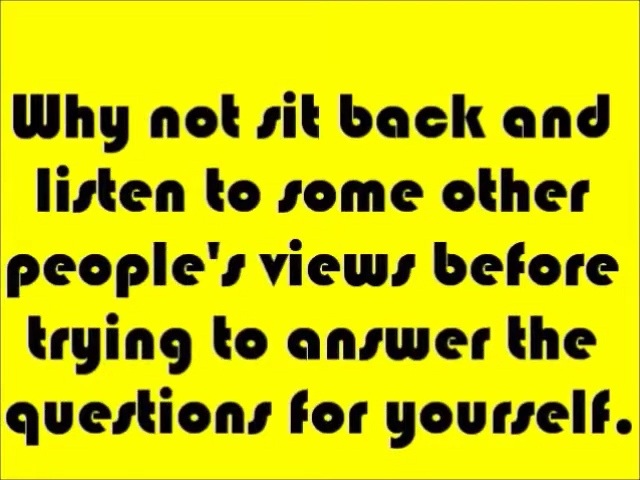 Why not sit back and
listen to some other
people's views before
trying to answer the
questions for yourself.